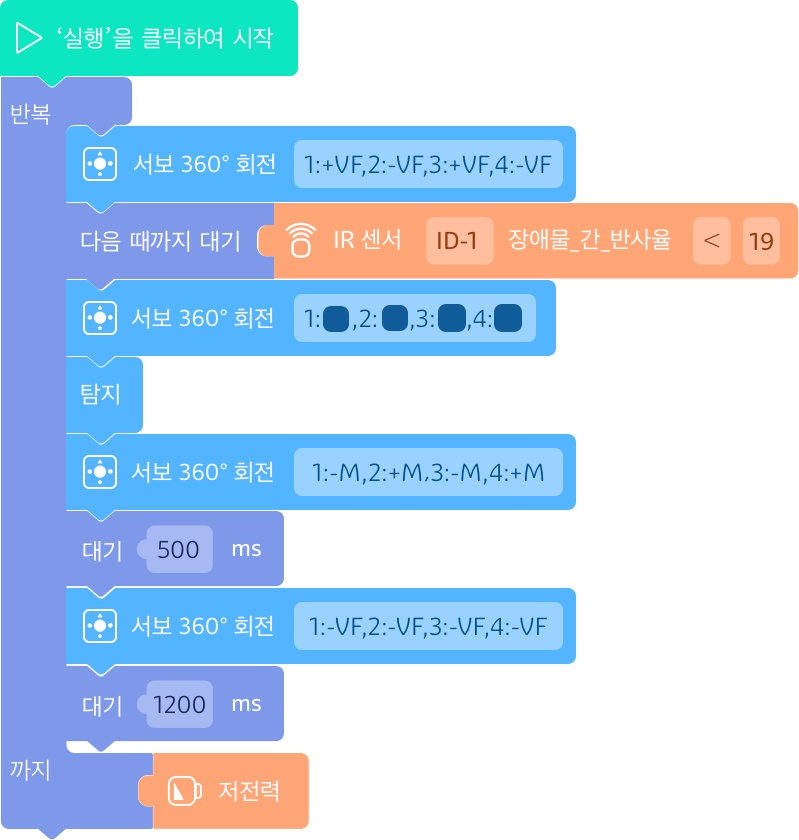 ‘실행’을 클릭하여 시작
반복
서보 360° 회전 1:+VF,2:-VF,3:+VF,4:-VF
다음 때까지 대기 IR 센서 ID-1 장애물_간_반사율 < 19
서보 360° 회전 1: ,2: ,3: ,4:
탐지
서보 360° 회전 1:-M,2:+M,3:-M,4:+M
대기 500 ms
서보 360° 회전 1:-VF,2:-VF,3:-VF,4:-VF
대기 1200 ms
까지
저전력